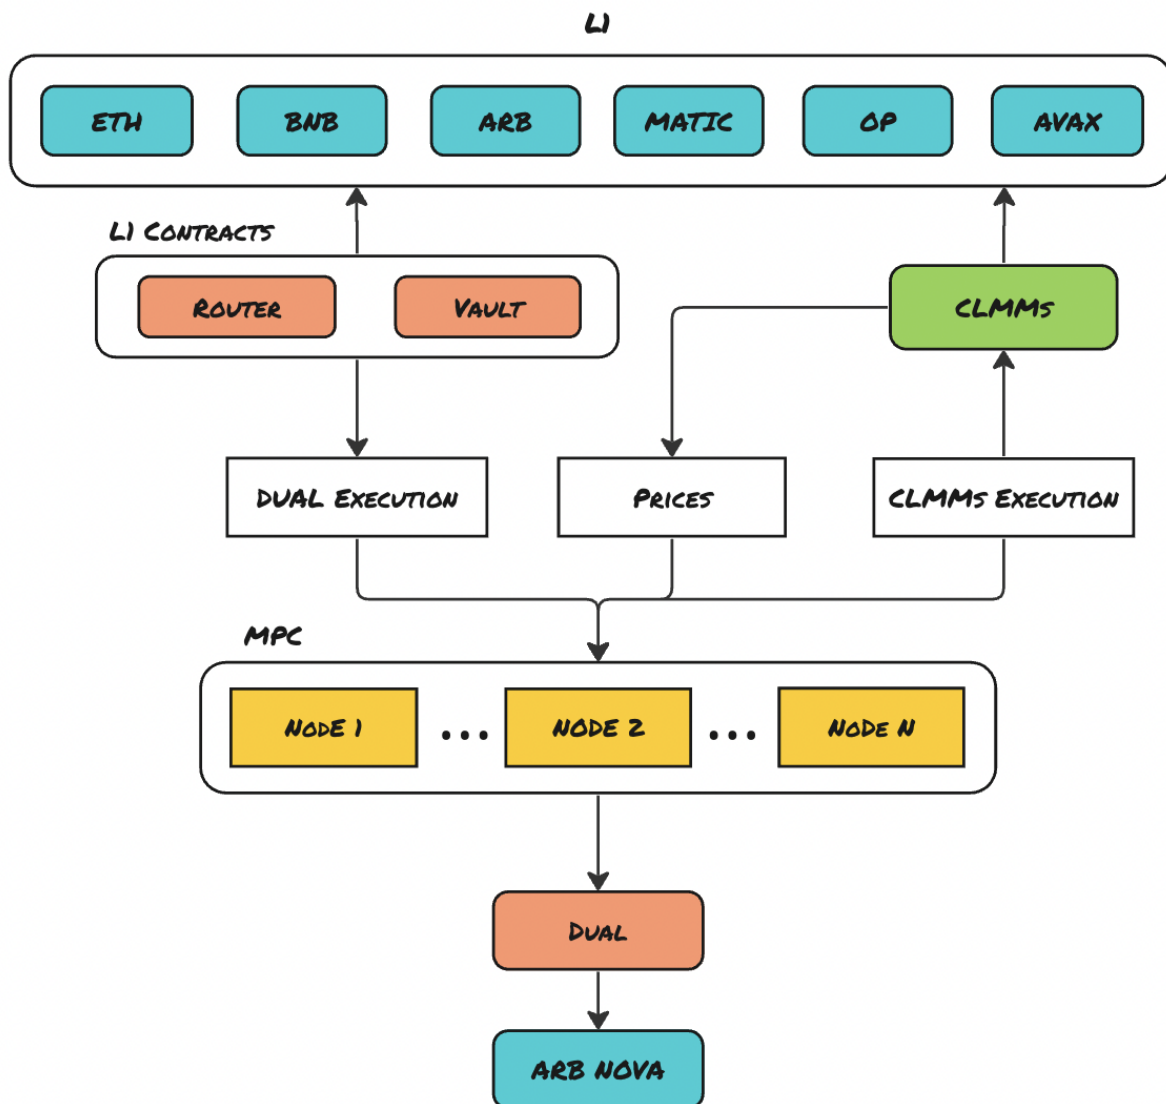 L1
ETH
BNB
ARB
MATIC
OP
AVAX
L1 CONTRACTS
ROUTER
VAULT
CLMMS
DUAL EXECUTION
PRICES
CLMMS EXECUTION
MPC
NODE 1
...
NODE 2
...
NODE N
DUAL
ARB NOVA